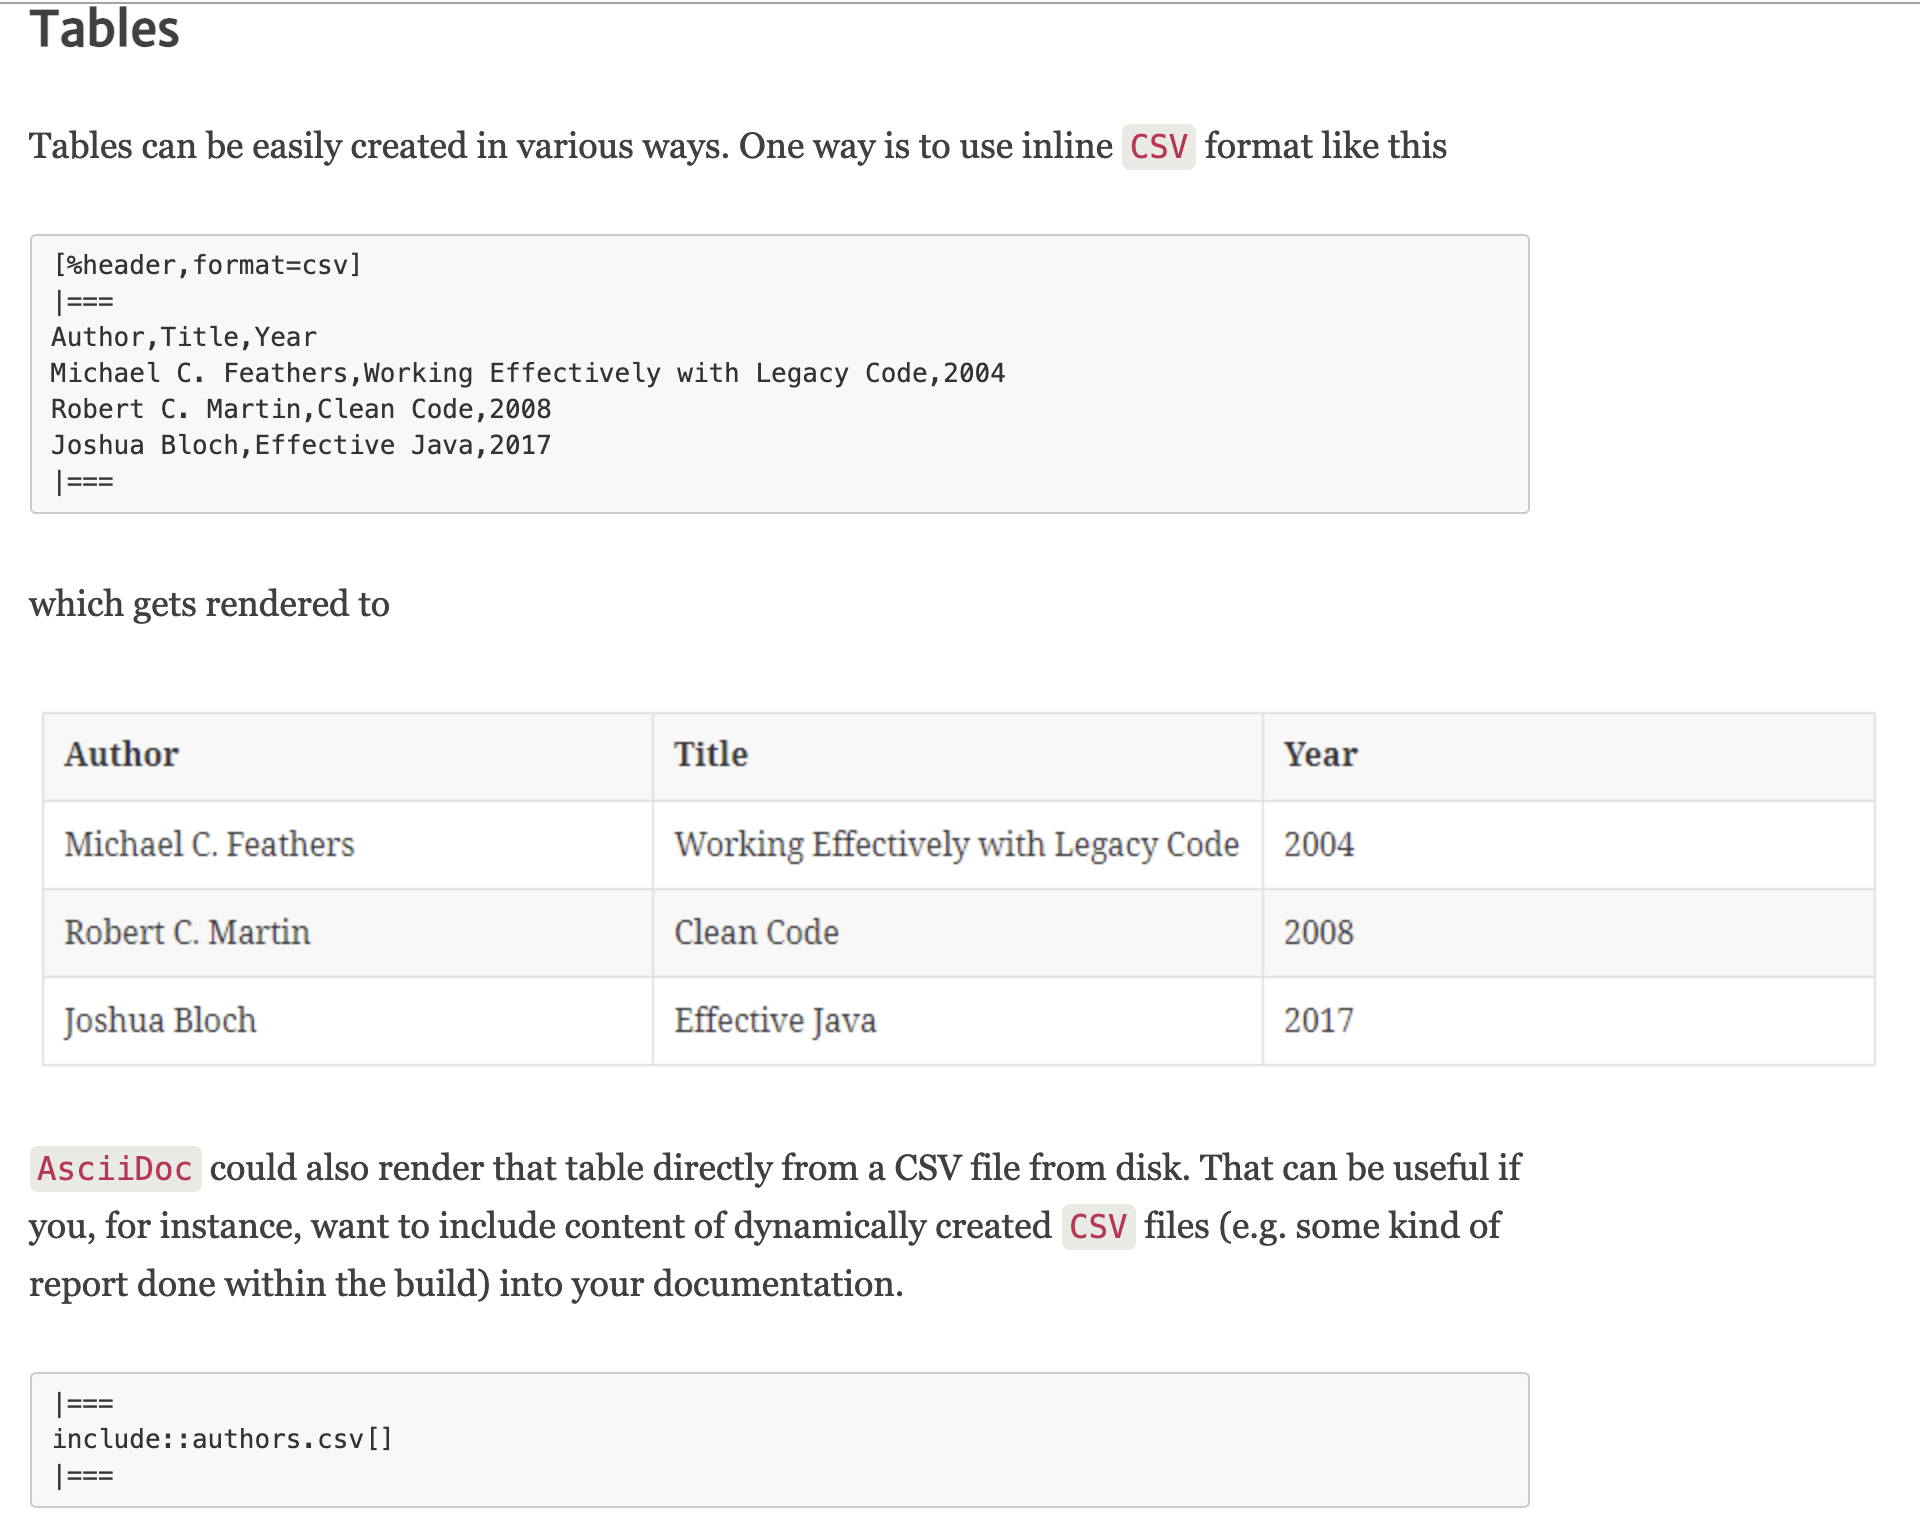 Tables
Tables can be easily created in various ways. One way is to use inline CSV format like this
[%header,format=csv]
|===
Author,Title,Year
Michael C. Feathers,Working Effectively with Legacy Code,2004
Robert C. Martin,Clean Code,2008
Joshua Bloch,Effective Java,2017
|===
which gets rendered to
Author Title Year
Michael C. Feathers Working Effectively with Legacy Code 2004
Robert C. Martin Clean Code 2008
Joshua Bloch Effective Java 2017
AsciiDoc could also render that table directly from a CSV file from disk. That can be useful if
you, for instance, want to include content of dynamically created CSV files (e.g. some kind of
report done within the build) into your documentation.
|===
include::authors.csv[]
|===